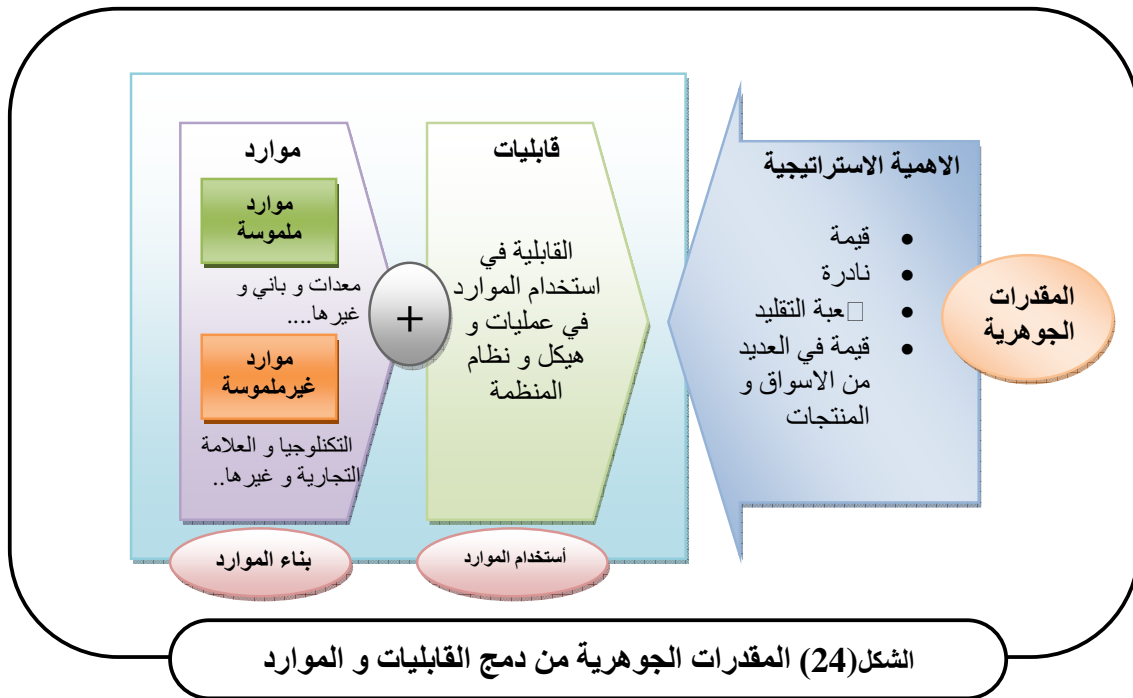 المقدرات
الجوهرية
الاهمية الاستراتيجية
• قيمة
• نادرة
• □عبة التقليد
• قيمة في العديد
من الاسواق و
المنتجات
قابليات
القابلية في
استخدام الموارد
في عمليات و
هيكل و نظام
المنظمة
+
موارد
موارد
ملموسة
معدات و باني و
غيرها....
موارد
غيرملموسة
التكنلوجيا و العلامة
التجارية و غيرها..
أستخدام الموارد
بناء الموارد
الشكل(24) المقدرات الجوهرية من دمج القابليات و الموارد